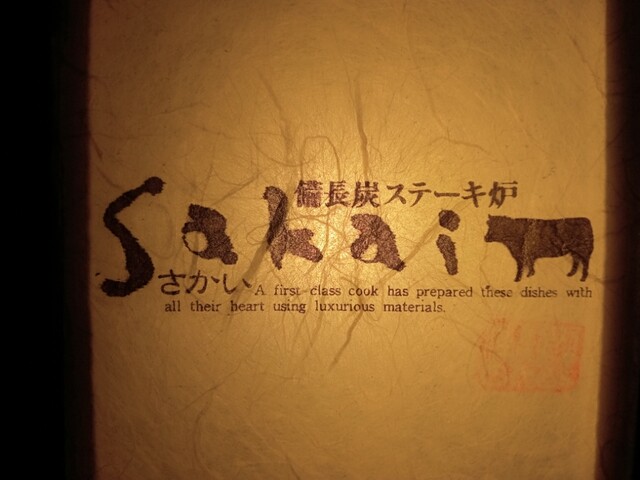 備長炭ステーキ炉
Sakai
さかい
A first class cook has prepared these dishes with
all their heart using luxurious materials.